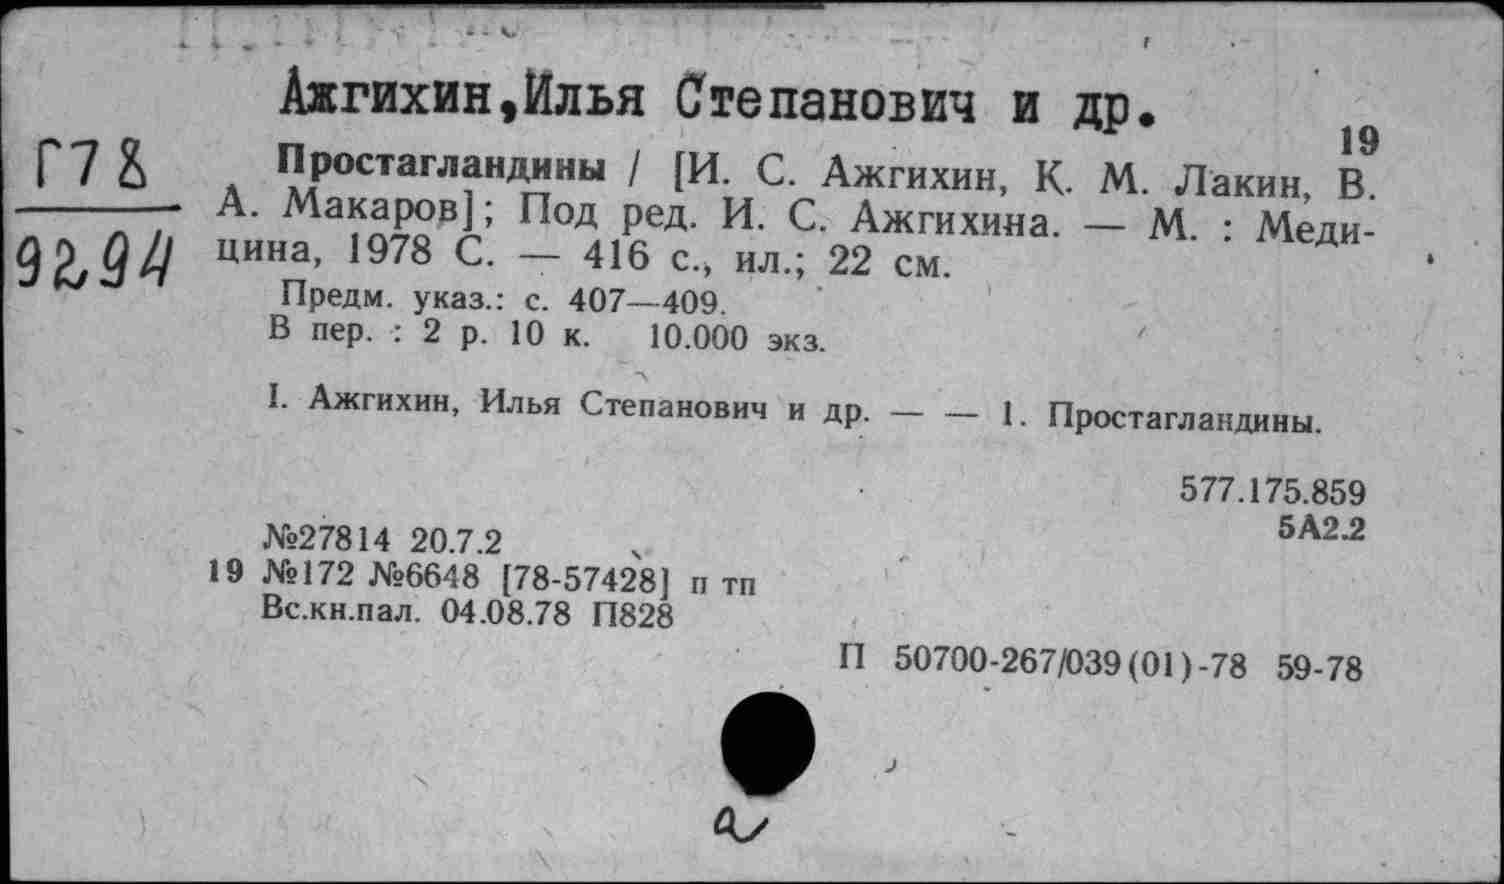 Ажгихин,Илья Степанович и др.
19
Г78
92,94
Простагландины / [И. С. Ажгихин, К. М. Лакин, В.
А. Макаров]; Под ред. И. С. Ажгихина. — М. : Меди-
цина, 1978 С. — 416 с., ил.; 22 см.
Предм. указ.: с. 407—409.
В пер. : 2 р. 10 к. 10.000 экз.
I. Ажгихин, Илья Степанович и др. — — 1. Простагландины.
577.175.859
5А2.2
№27814 20.7.2
19 №172 №6648 [78-57428] п тп
Вс.кн.пал. 04.08.78 П828
П 50700-267/039(01)-78 59-78